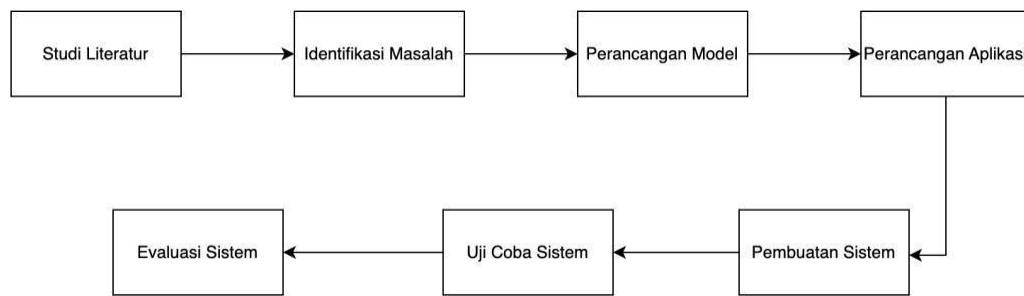 Studi Literatur
Identifikasi Masalah
Perancangan Model
Perancangan Aplikasi
Pembuatan Sistem
Uji Coba Sistem
Evaluasi Sistem